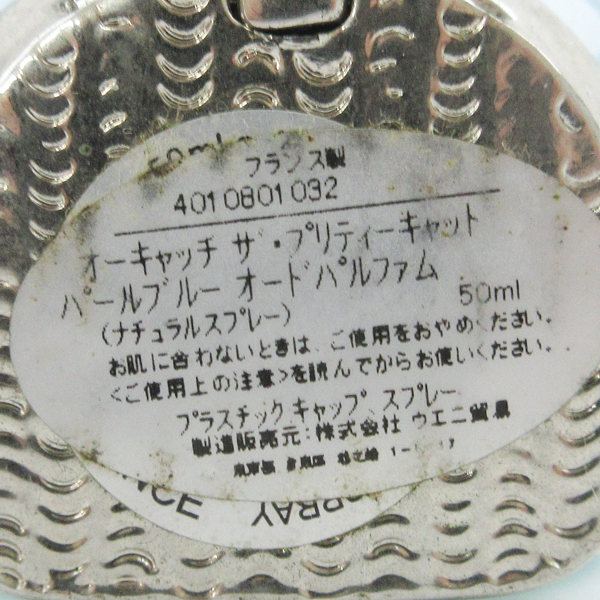 50ml
フランス製
4010801032
オーキャッチ ザ・プリティーキャット
パールブルー オードパルファム
50ml
(ナチュラルスプレー)
お肌に合わないときは、ご使用をおやめください。
<ご使用上の注意>を読んでからお使いください。
プラスチックキャップ、スプレー
製造販売元:株式会社 ウエニ貿易
東京都
SPRAY